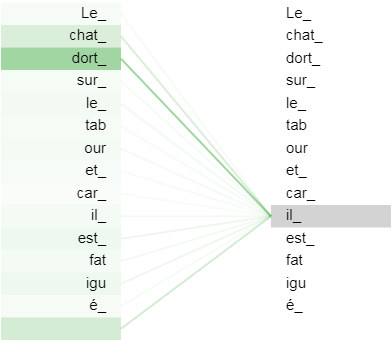 Le_ Le_
chat_ chat_
dort_ dort_
sur_ sur_
le_ le_
tab tab
our our
et_ et_
car_ car_
il_ il_
est_ est_
fat fat
igu igu
é_ é_